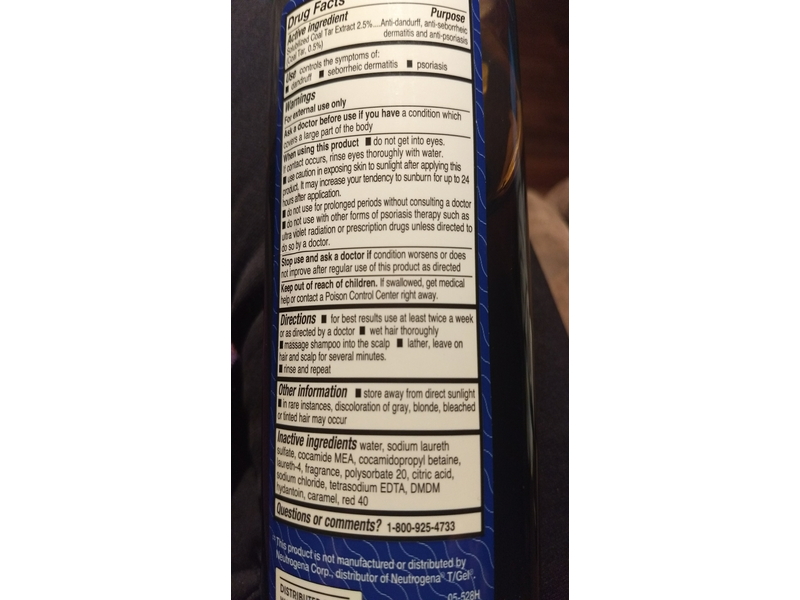 Drug Facts
Active ingredient Purpose
Solubilized Coal Tar Extract 2.5%....Anti-dandruff, anti-seborrheic
(Coal Tar, 0.5%) dermatitis and anti-psoriasis
Use controls the symptoms of:
■ dandruff ■ seborrheic dermatitis ■ psoriasis
Warnings
For external use only
Ask a doctor before use if you have a condition which
covers a large part of the body
When using this product ■ do not get into eyes.
If contact occurs, rinse eyes thoroughly with water.
■ use caution in exposing skin to sunlight after applying this
product, It may increase your tendency to sunburn for up to 24
hours after application.
■ do not use for prolonged periods without consulting a doctor
■ do not use with other forms of psoriasis therapy such as
ultra violet radiation or prescription drugs unless directed to
do so by a doctor.
Stop use and ask a doctor if condition worsens or does
not improve after regular use of this product as directed
Keep out of reach of children. If swallowed, get medical
help or contact a Poison Control Center right away.
Directions ■ for best results use at least twice a week
or as directed by a doctor ■ wet hair thoroughly
■ massage shampoo into the scalp ■ lather, leave on
hair and scalp for several minutes.
■ rinse and repeat
Other information ■ store away from direct sunlight
■ in rare instances, discoloration of gray, blonde, bleached
or tinted hair may occur
Inactive ingredients water, sodium laureth
sulfate, cocamide MEA, cocamidopropyl betaine,
laureth-4, fragrance, polysorbate 20, citric acid,
sodium chloride, tetrasodium EDTA, DMDM
hydantoin, caramel, red 40
Questions or comments? 1-800-925-4733
This product is not manufactured or distributed by
Neutrogena Corp., distributor of Neutrogena® T/Gel®.
05-528H